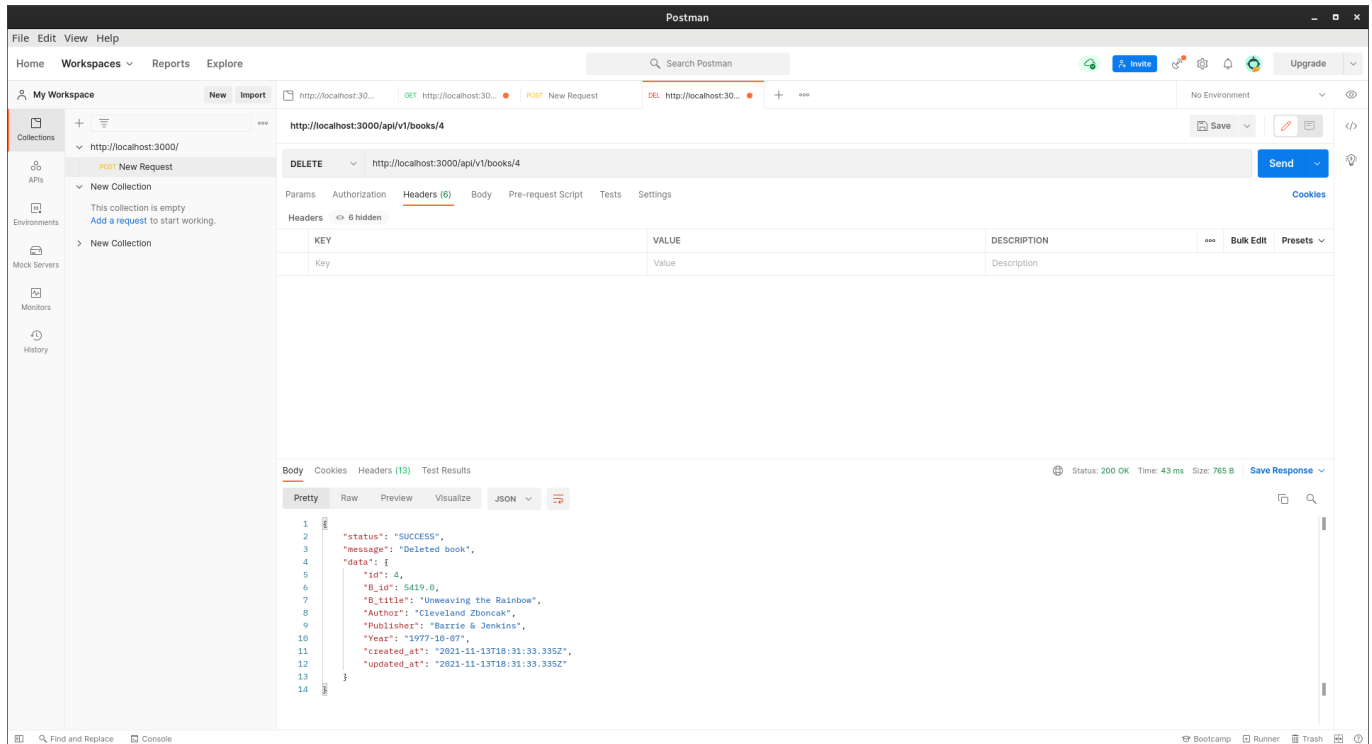 Postman
File Edit View Help
Home Workspaces Reports Explore
Search Postman
Invite
Upgrade
My Workspace New Import
http://localhost:30... GET http://localhost:30... POST New Request DEL http://localhost:30...
No Environment
Collections
APIs
Environments
Mock Servers
Monitors
History
http://localhost:3000/
POST New Request
New Collection
This collection is empty
Add a request to start working.
New Collection
http://localhost:3000/api/v1/books/4
Save
DELETE http://localhost:3000/api/v1/books/4
Send
Params Authorization Headers (6) Body Pre-request Script Tests Settings Cookies
Headers 6 hidden
KEY VALUE DESCRIPTION Bulk Edit Presets
Key Value Description
Body Cookies Headers (13) Test Results Status: 200 OK Time: 43 ms Size: 765 B Save Response
Pretty Raw Preview Visualize JSON
1 {
2 "status": "SUCCESS",
3 "message": "Deleted book",
4 "data": {
5 "id": 4,
6 "B_id": 5419.0,
7 "B_title": "Unweaving the Rainbow",
8 "Author": "Cleveland Zboncak",
9 "Publisher": "Barrie & Jenkins",
10 "Year": "1977-10-07",
11 "created_at": "2021-11-13T18:31:33.335Z",
12 "updated_at": "2021-11-13T18:31:33.335Z"
13 }
14 }
Find and Replace Console
Bootcamp Runner Trash